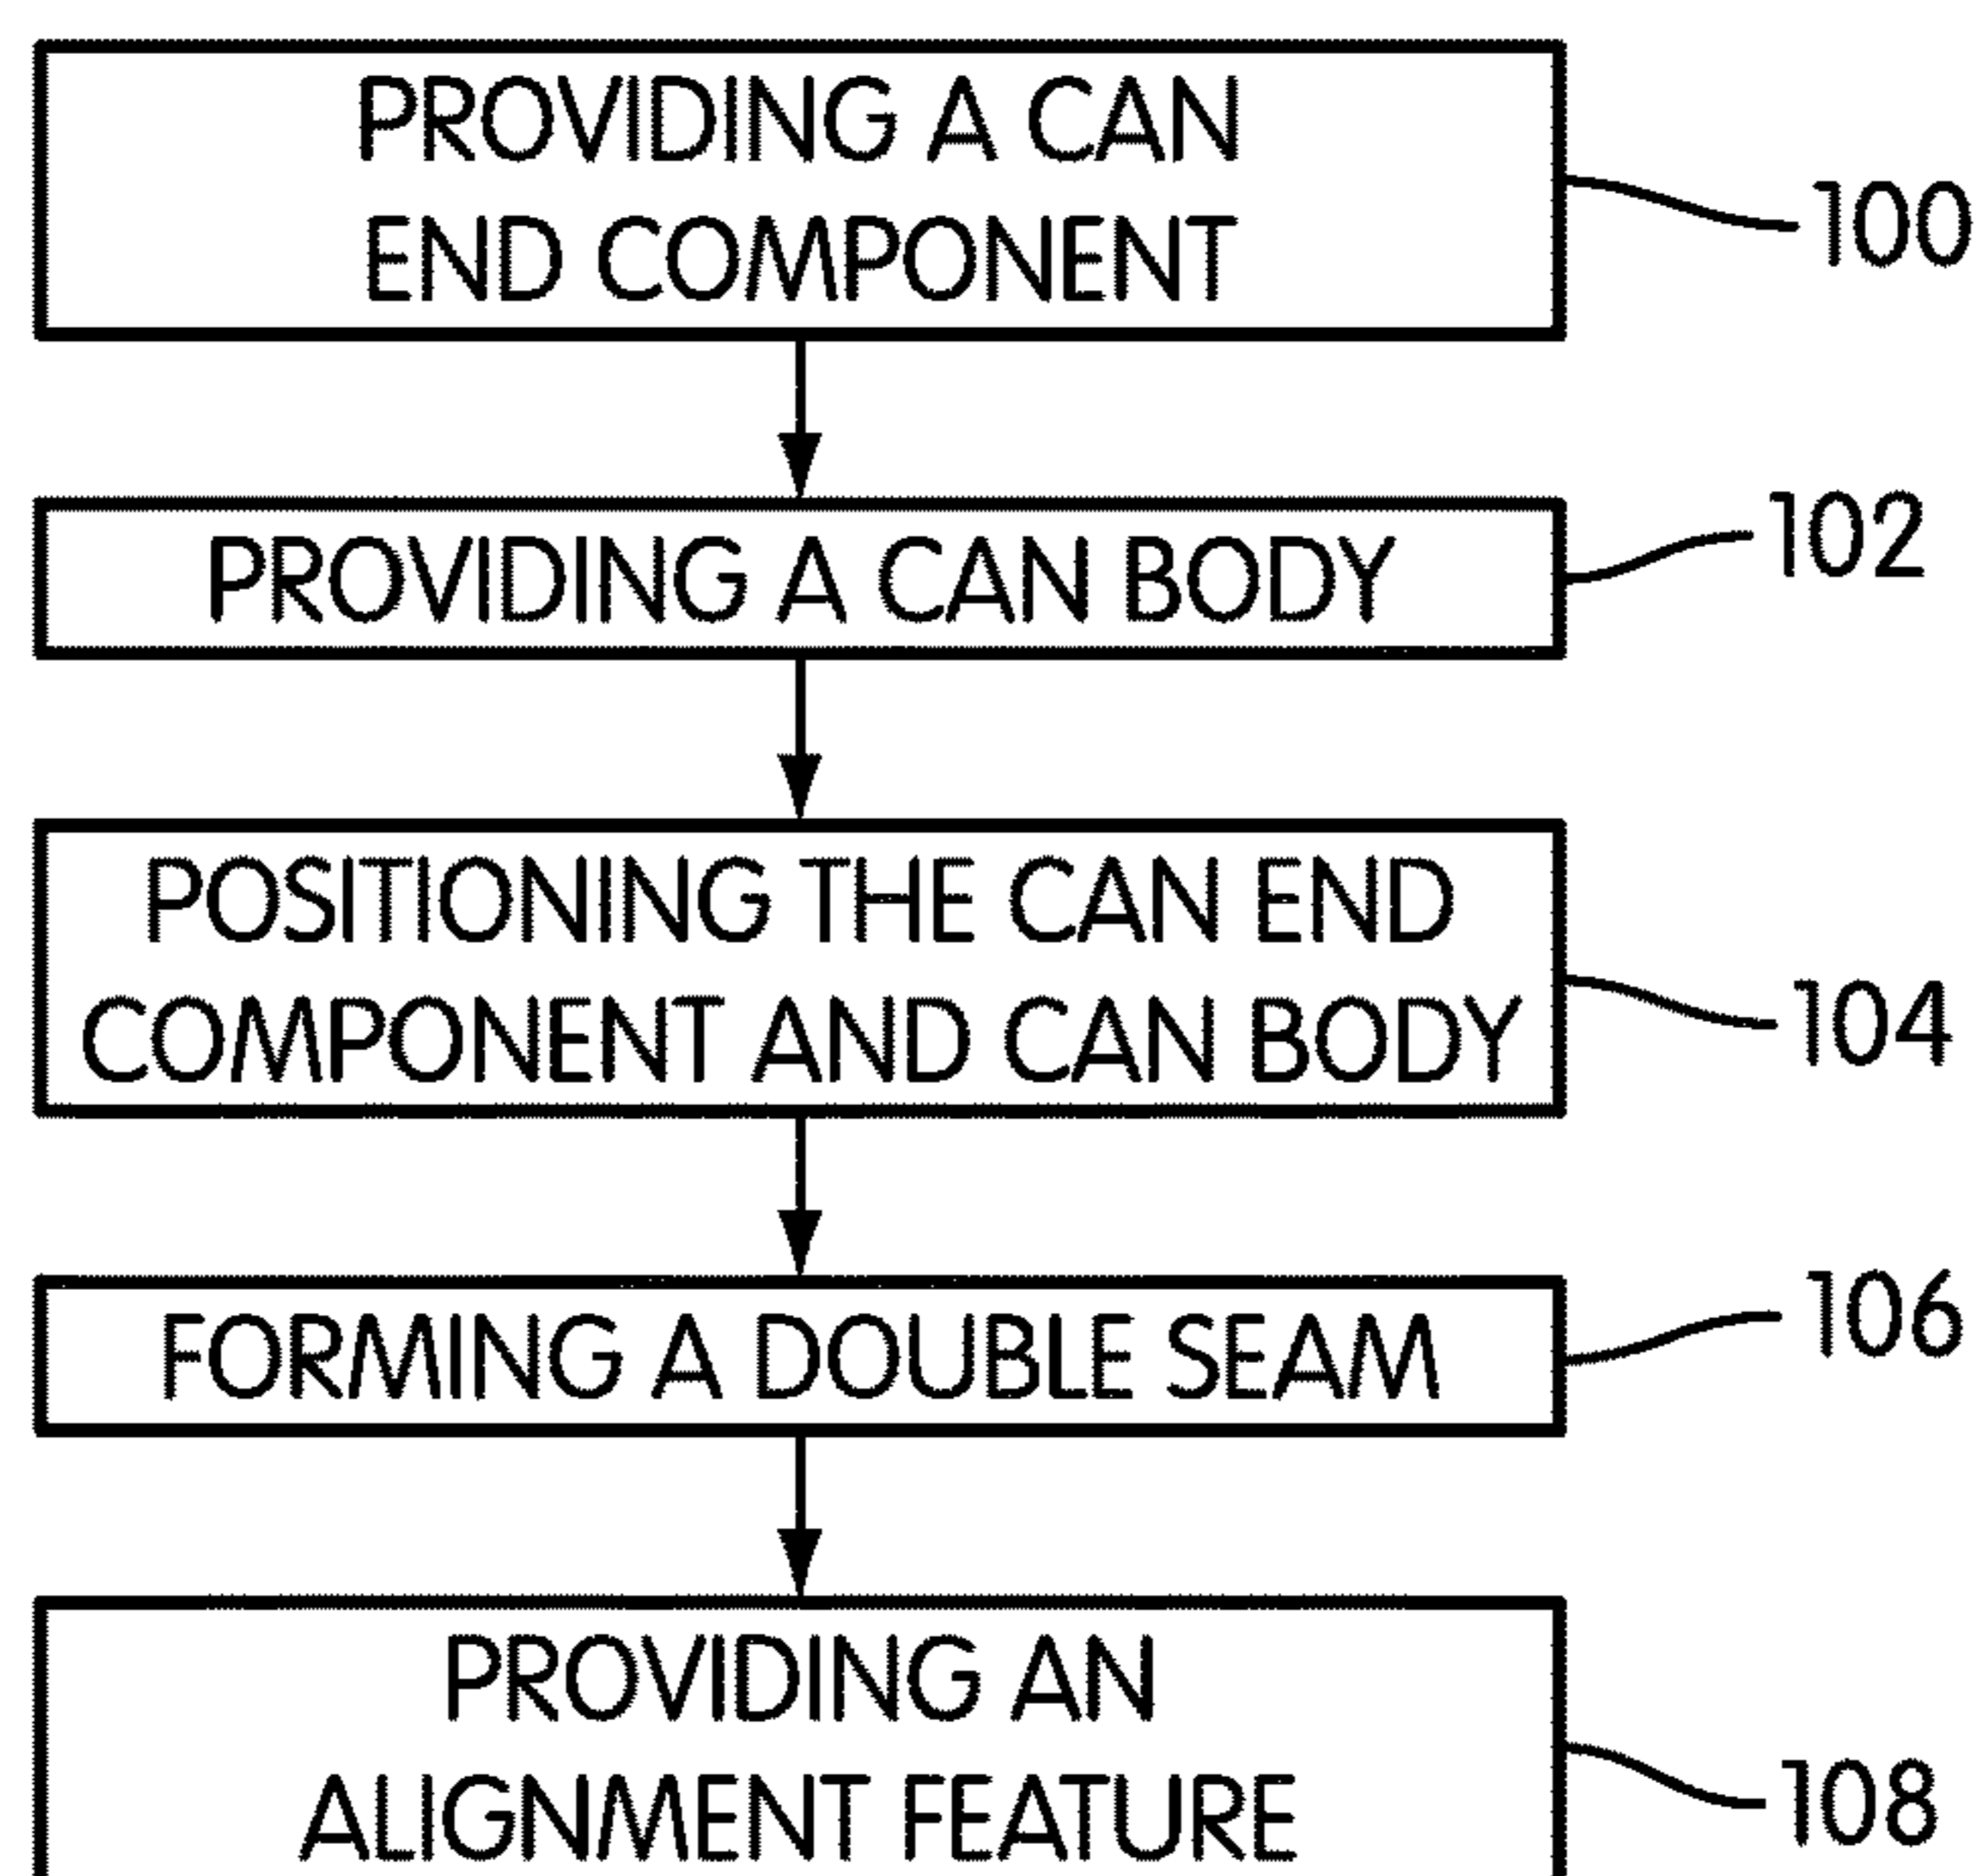 PROVIDING A CAN
END COMPONENT
100
PROVIDING A CAN BODY
102
POSITIONING THE CAN END
COMPONENT AND CAN BODY
104
FORMING A DOUBLE SEAM
106
PROVIDING AN
ALIGNMENT FEATURE
108